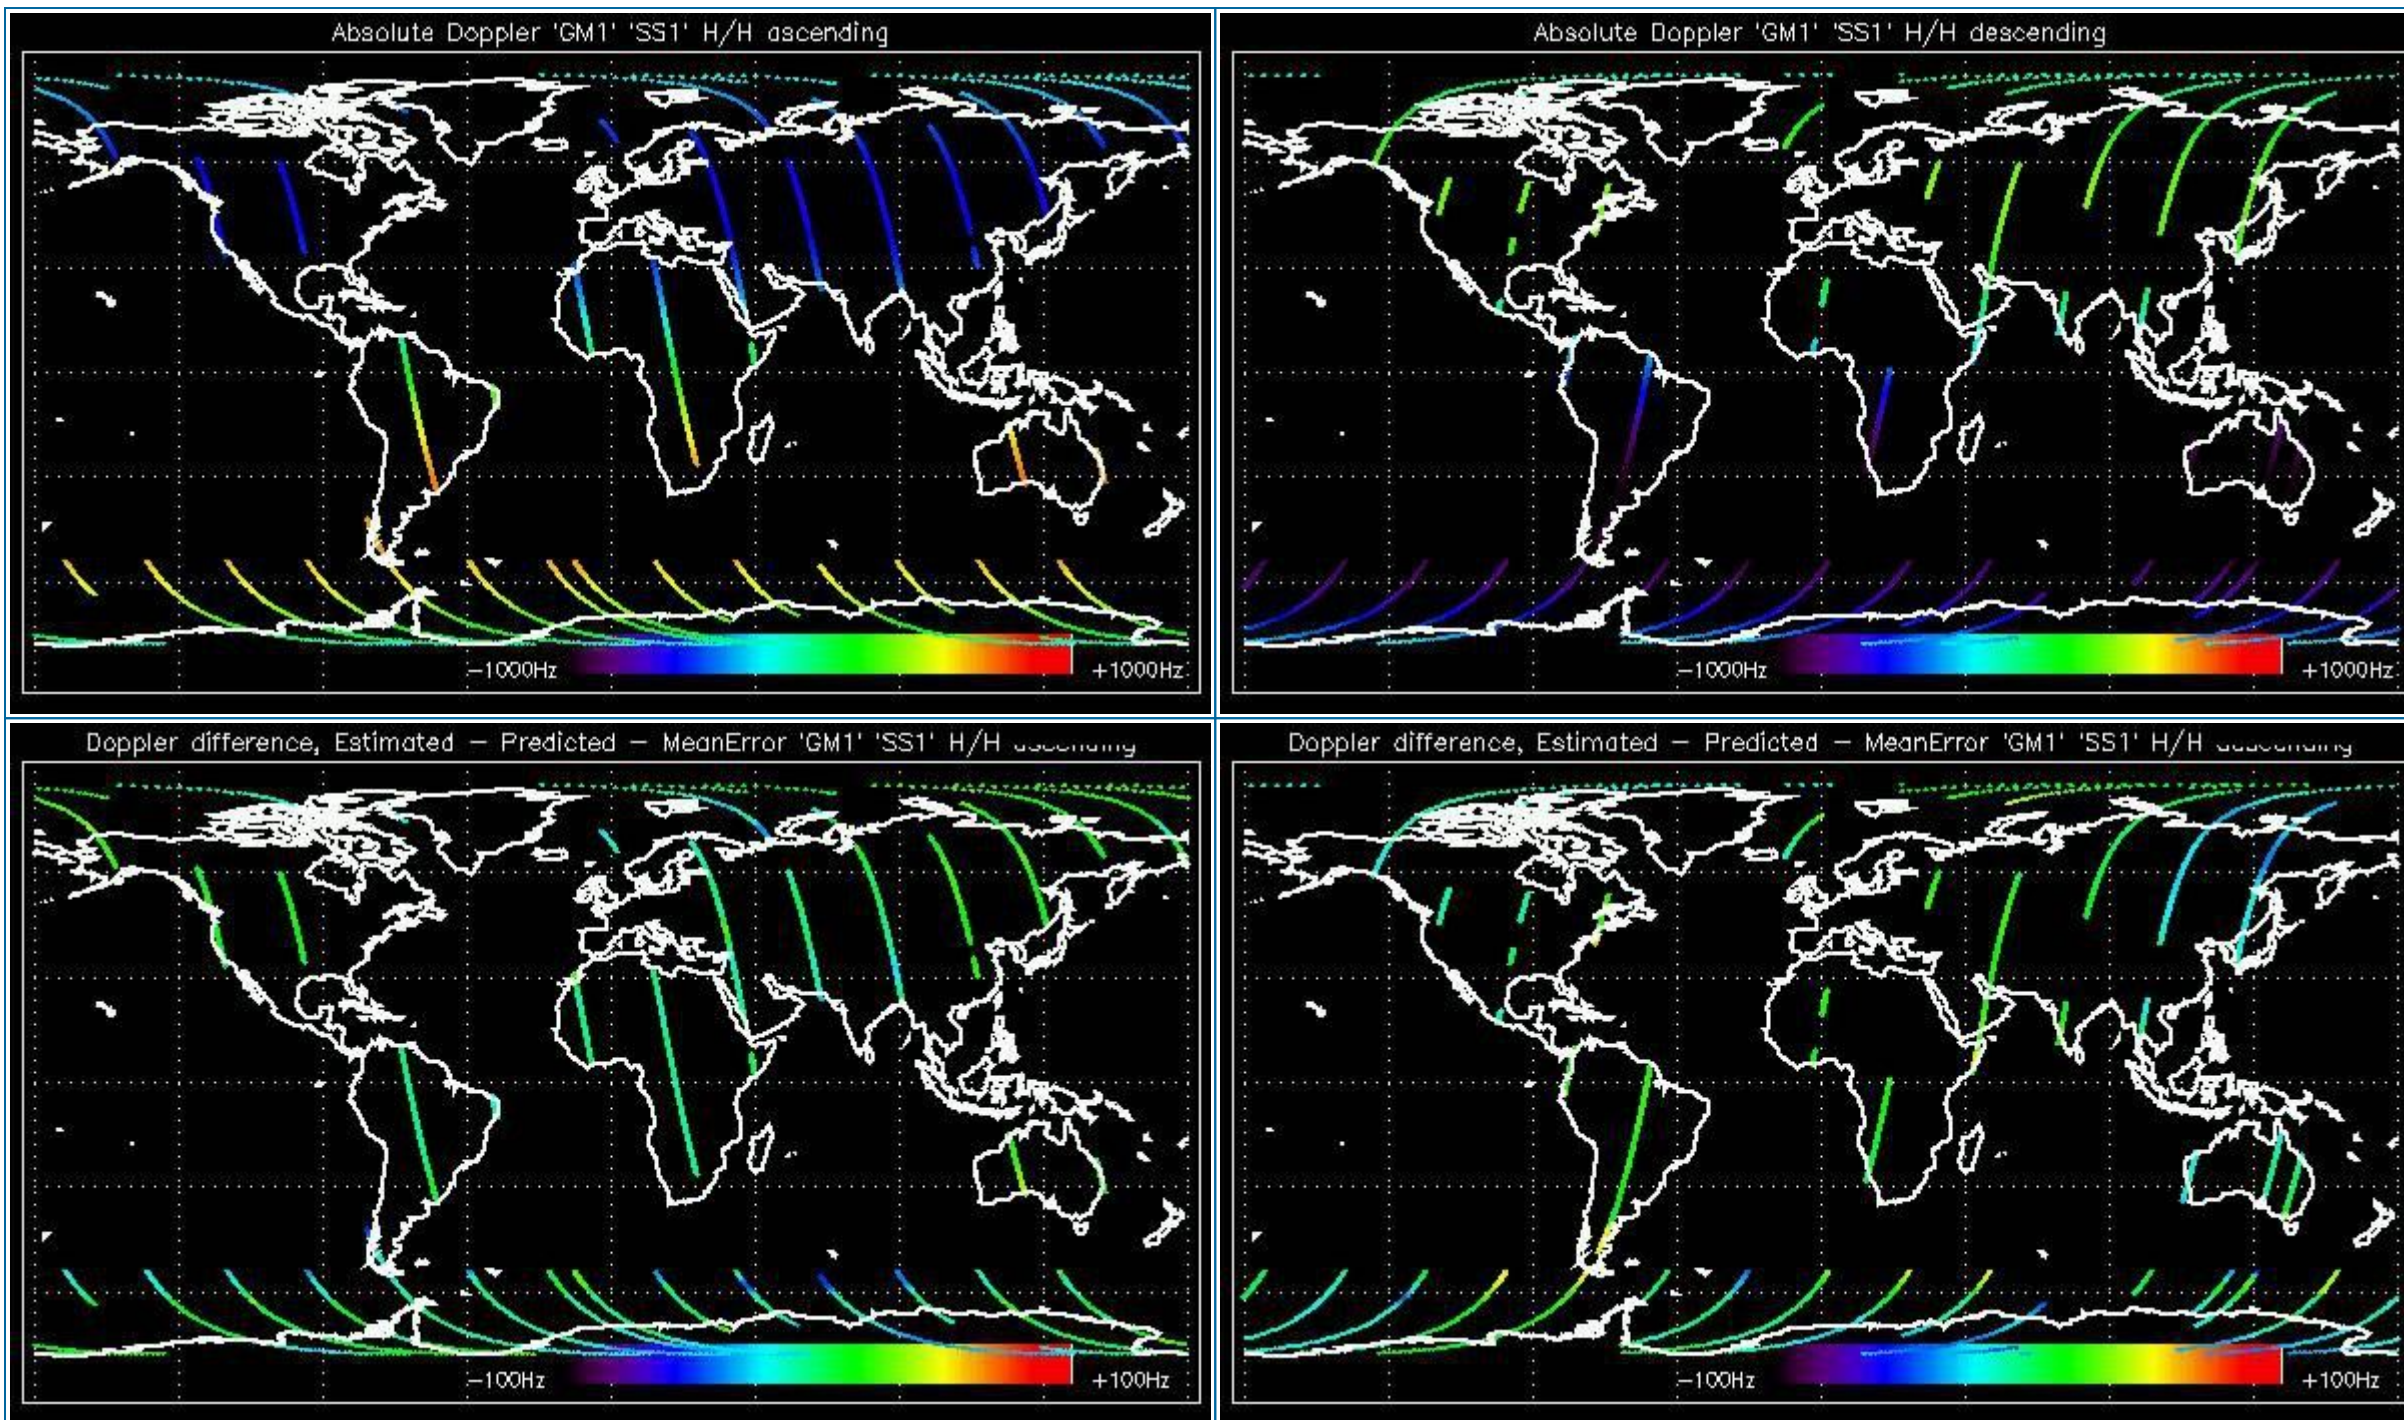 Absolute Doppler 'GM1' 'SS1' H/H ascending
-1000Hz
+1000Hz
Absolute Doppler 'GM1' 'SS1' H/H descending
-1000Hz
+1000Hz
Doppler difference, Estimated - Predicted - MeanError 'GM1' 'SS1' H/H
-100Hz
+100Hz
Doppler difference, Estimated - Predicted - MeanError 'GM1' 'SS1' H/H
-100Hz
+100Hz